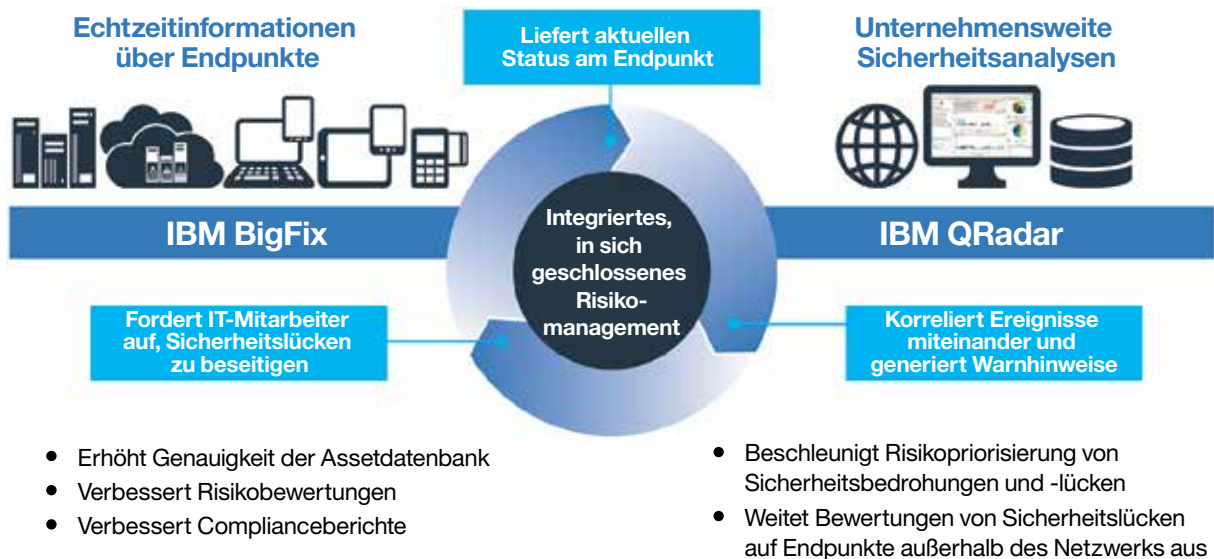 Echtzeitinformationen
über Endpunkte
Liefert aktuellen
Status am Endpunkt
Unternehmensweite
Sicherheitsanalysen
IBM BigFix
Integriertes,
in sich
geschlossenes
Risiko-
management
IBM QRadar
Fordert IT-Mitarbeiter
auf, Sicherheitslücken
zu beseitigen
Korreliert Ereignisse
miteinander und
generiert Warnhinweise
• Erhöht Genauigkeit der Assetdatenbank
• Verbessert Risikobewertungen
• Verbessert Complianceberichte
• Beschleunigt Risikopriorisierung von
Sicherheitsbedrohungen und -lücken
• Weitet Bewertungen von Sicherheitslücken
auf Endpunkte außerhalb des Netzwerks aus